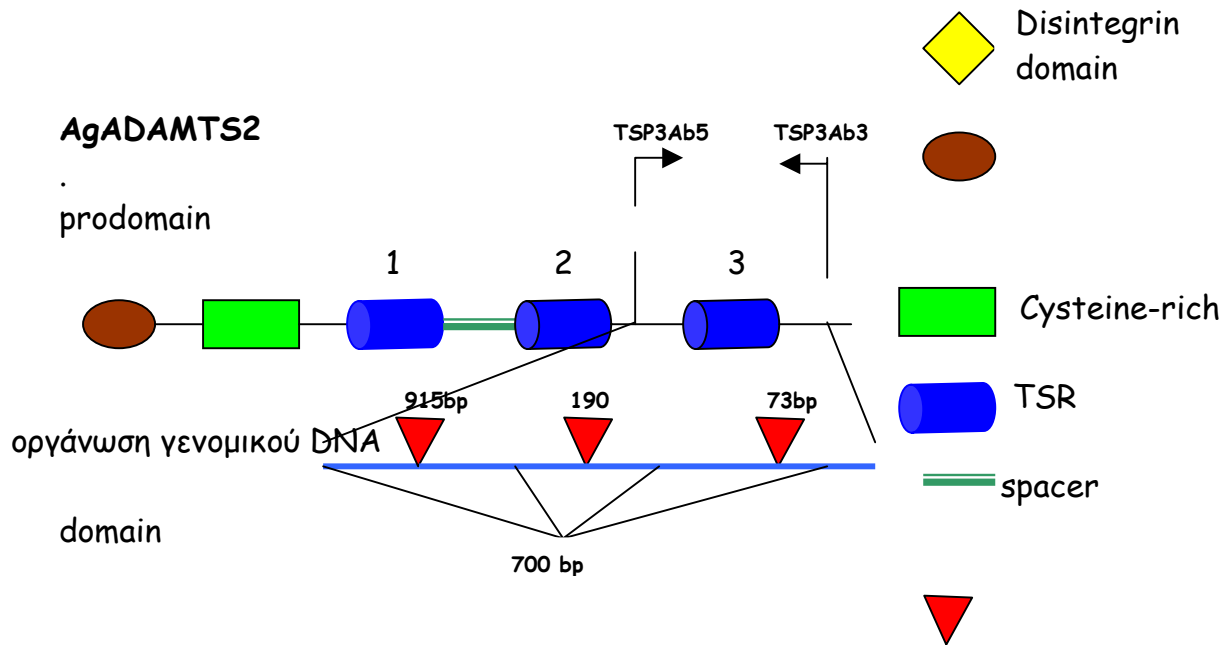 Disintegrin
domain
AgADAMTS2
TSP3Ab5
TSP3Ab3
.
prodomain
1
2
3
Cysteine-rich
TSR
915bp
190
73bp
οργάνωση γενομικού DNA
spacer
domain
700 bp